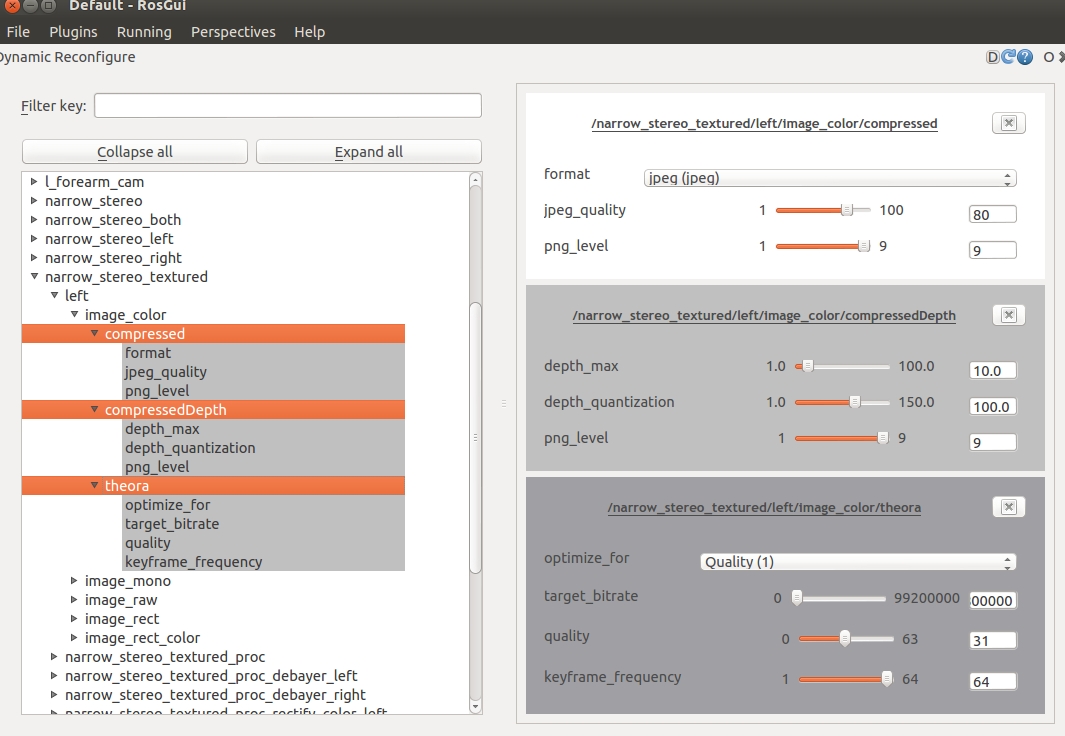 Default - RosGui
File Plugins Running Perspectives Help
Dynamic Reconfigure
D ? O
Filter key:
Collapse all Expand all
l_forearm_cam
narrow_stereo
narrow_stereo_both
narrow_stereo_left
narrow_stereo_right
narrow_stereo_textured
left
image_color
compressed
format
jpeg_quality
png_level
compressedDepth
depth_max
depth_quantization
png_level
theora
optimize_for
target_bitrate
quality
keyframe_frequency
image_mono
image_raw
image_rect
image_rect_color
narrow_stereo_textured_proc
narrow_stereo_textured_proc_debayer_left
narrow_stereo_textured_proc_debayer_right
narrow_stereo_textured_proc_rectify_color_left
/narrow_stereo_textured/left/image_color/compressed
format jpeg (jpeg)
jpeg_quality 1 100 80
png_level 1 9 9
/narrow_stereo_textured/left/image_color/compressedDepth
depth_max 1.0 100.0 10.0
depth_quantization 1.0 150.0 100.0
png_level 1 9 9
/narrow_stereo_textured/left/image_color/theora
optimize_for Quality (1)
target_bitrate 0 99200000 00000
quality 0 63 31
keyframe_frequency 1 64 64